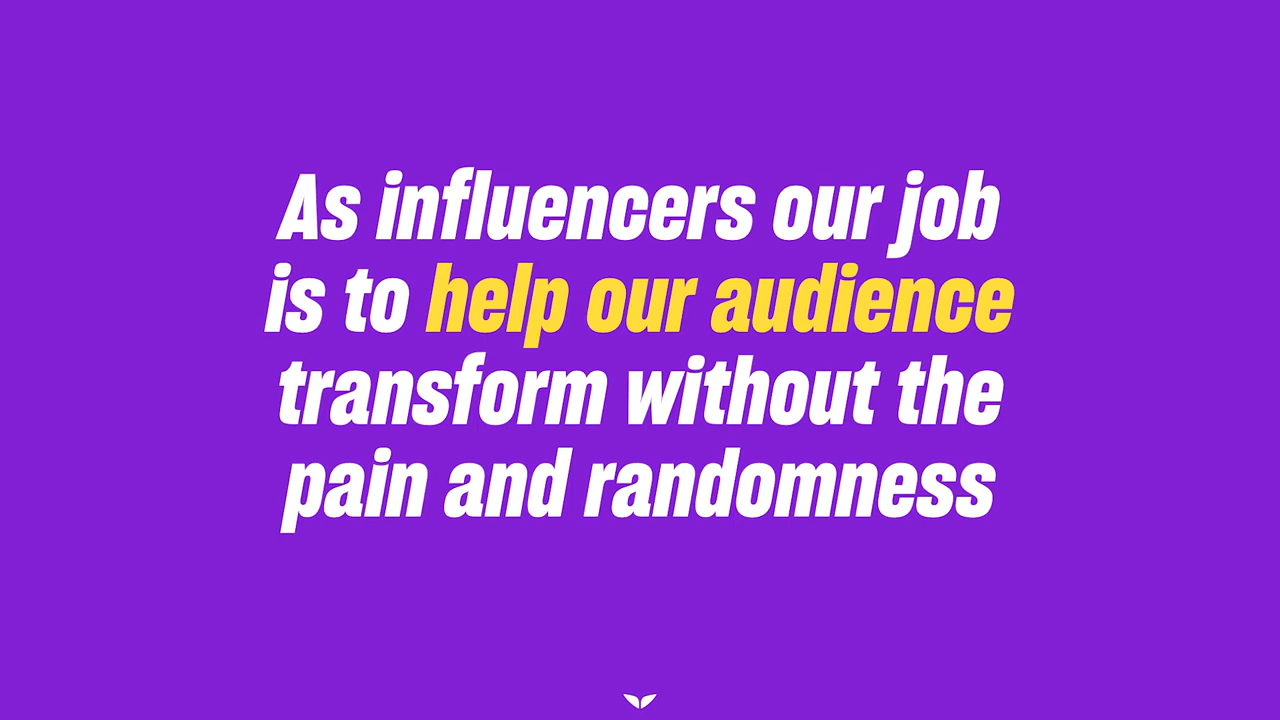 As influencers our job
is to help our audience
transform without the
pain and randomness